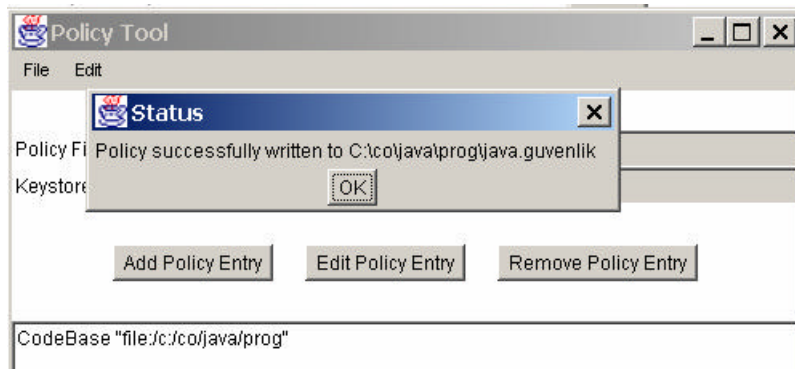 Policy Tool
File Edit
Status
Policy successfully written to C:\co\java\prog\java.guvenlik
OK
Policy Fi
Keystore
Add Policy Entry Edit Policy Entry Remove Policy Entry
CodeBase "file:/c:/co/java/prog"